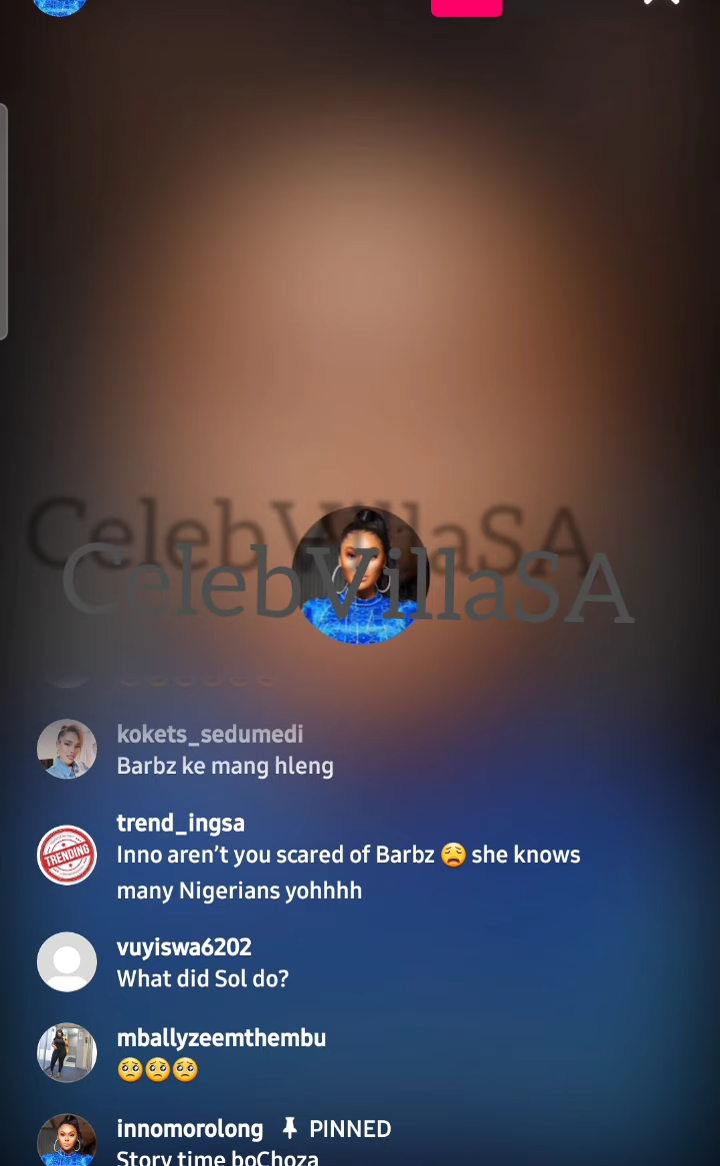 CelebVillaSA
CelebVillaSA
kokets_sedumedi
Barbz ke mang hleng
trend_ingsa
TRENDING
Inno aren’t you scared of Barbz 😩 she knows
many Nigerians yohhhh
vuyiswa6202
What did Sol do?
mballyzeemthembu
🥺🥺🥺
innomorolong 📌 PINNED
Story time boChoza